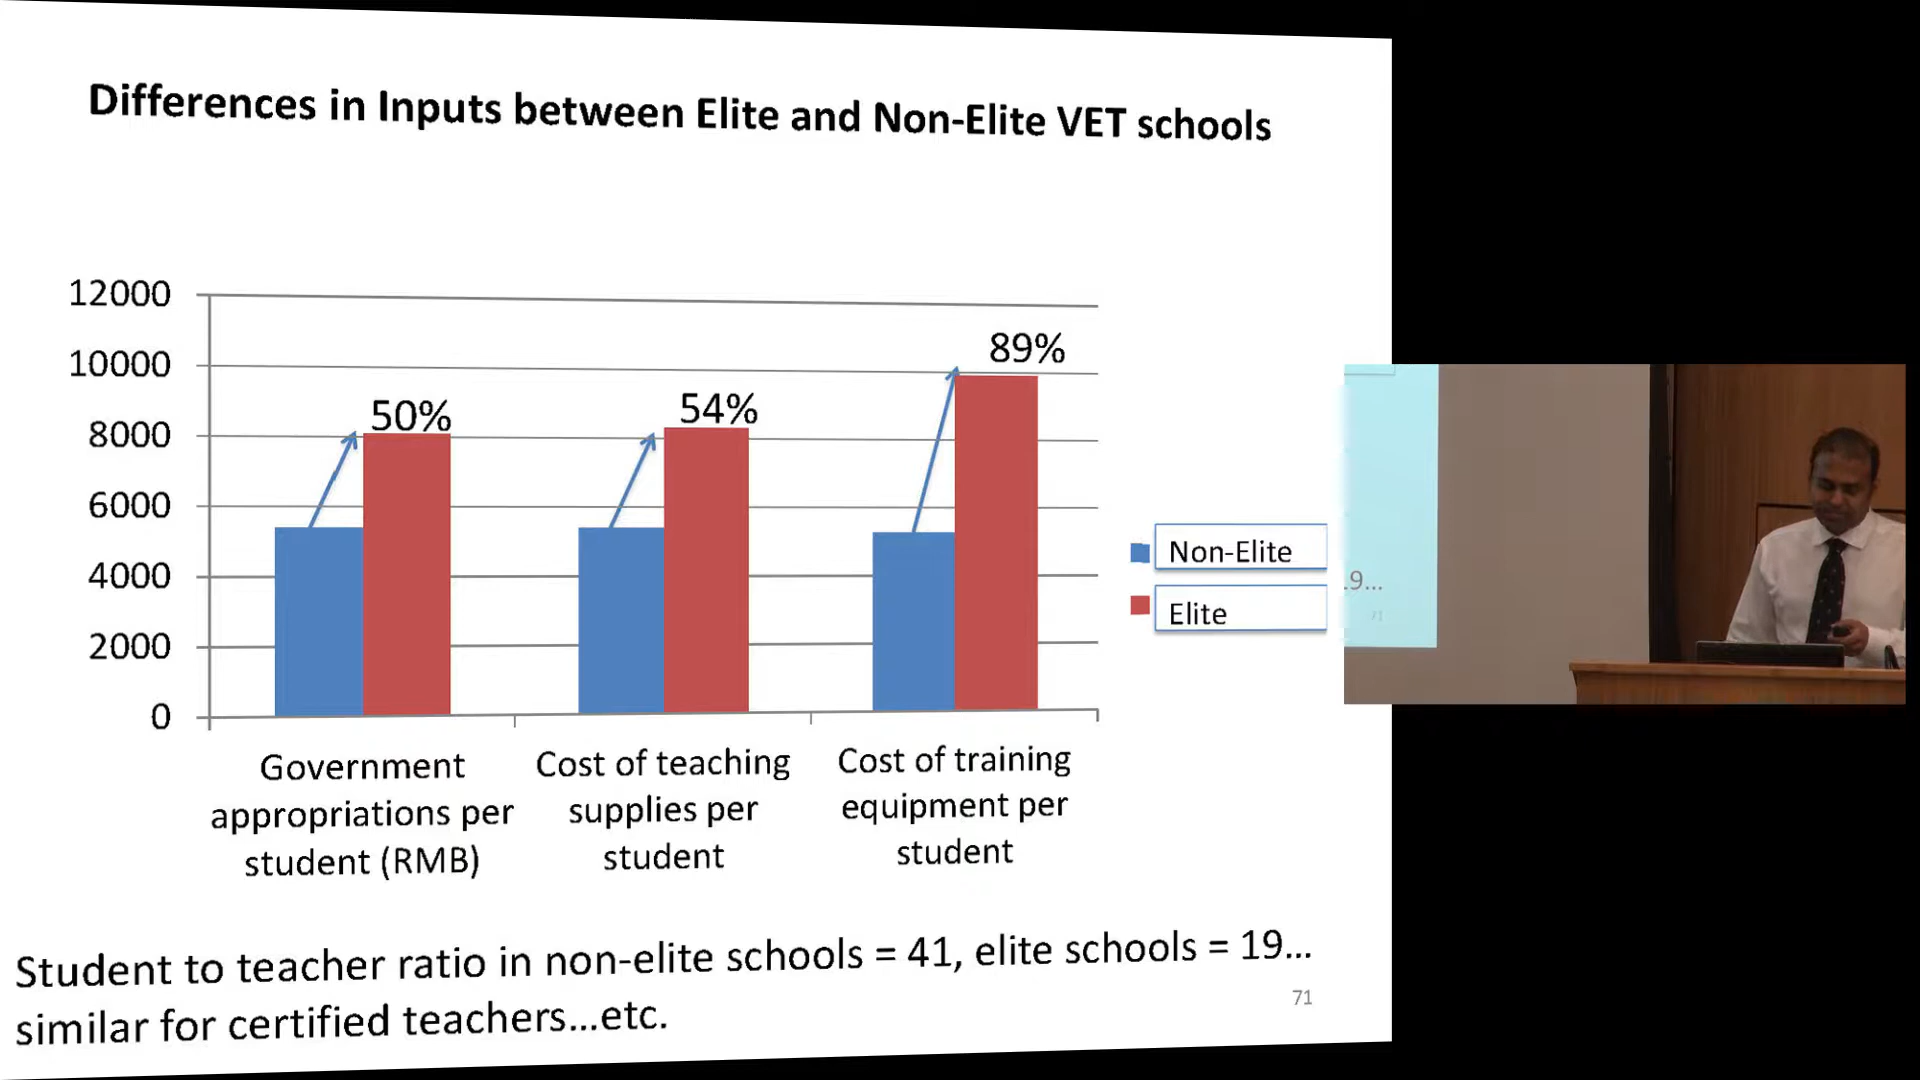 Differences in Inputs between Elite and Non-Elite VET schools
12000
10000
8000
6000
4000
2000
0
50%
54%
89%
Government
appropriations per
student (RMB)
Cost of teaching
supplies per
student
Cost of training
equipment per
student
Non-Elite
Elite
Student to teacher ratio in non-elite schools = 41, elite schools = 19...
similar for certified teachers...etc.
71
.9...
71